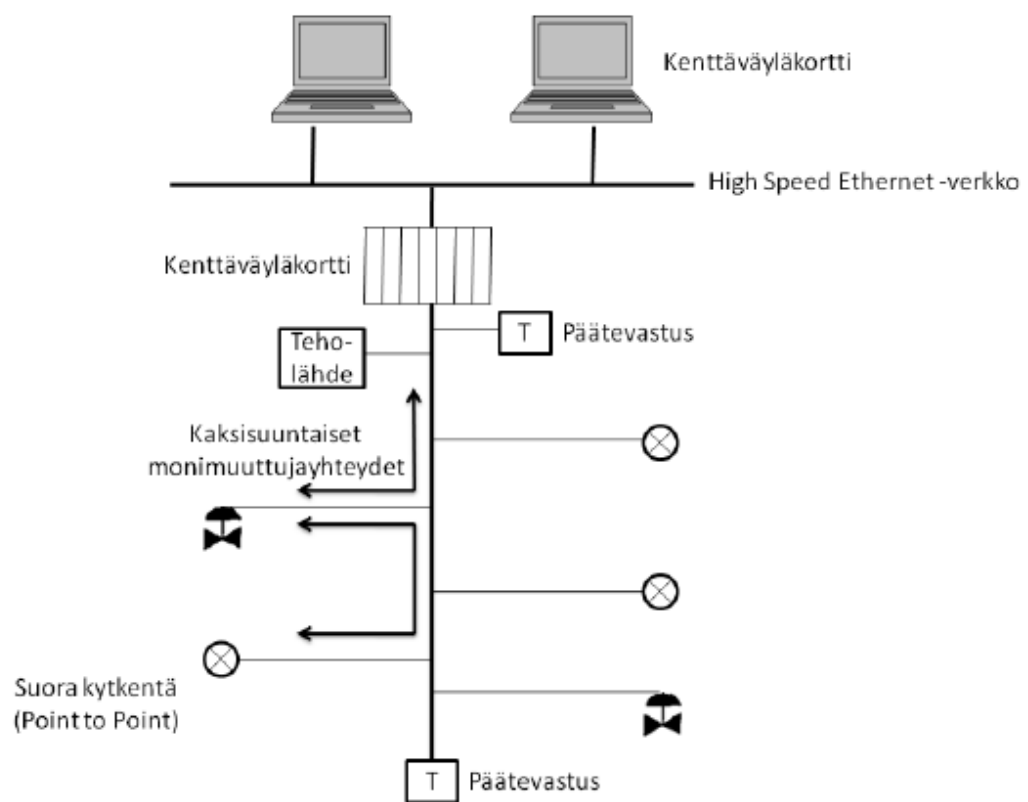 Kenttäväyläkortti
High Speed Ethernet -verkko
Kenttäväyläkortti
T Päätevastus
Teho-
lähde
Kaksisuuntaiset
monimuuttujayhteydet
Suora kytkentä
(Point to Point)
T Päätevastus